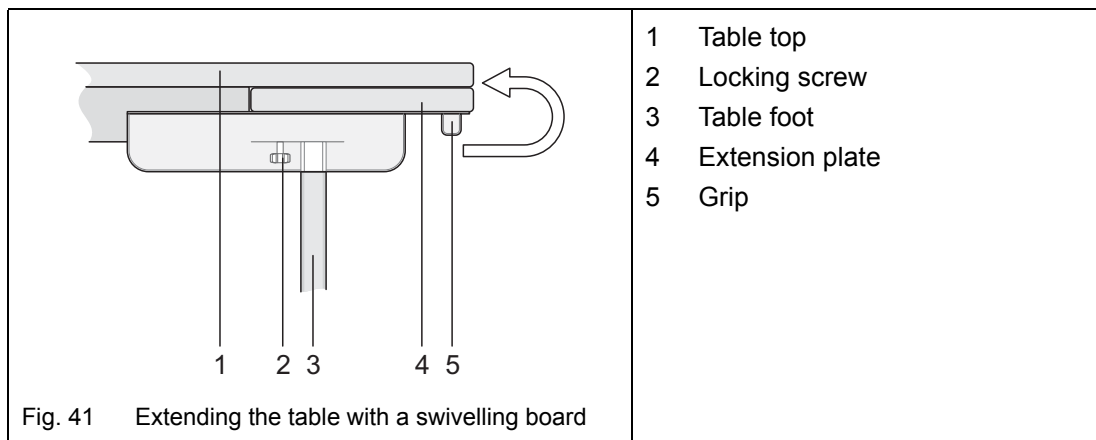 1 2 3 4 5
Fig. 41 Extending the table with a swivelling board
1 Table top
2 Locking screw
3 Table foot
4 Extension plate
5 Grip